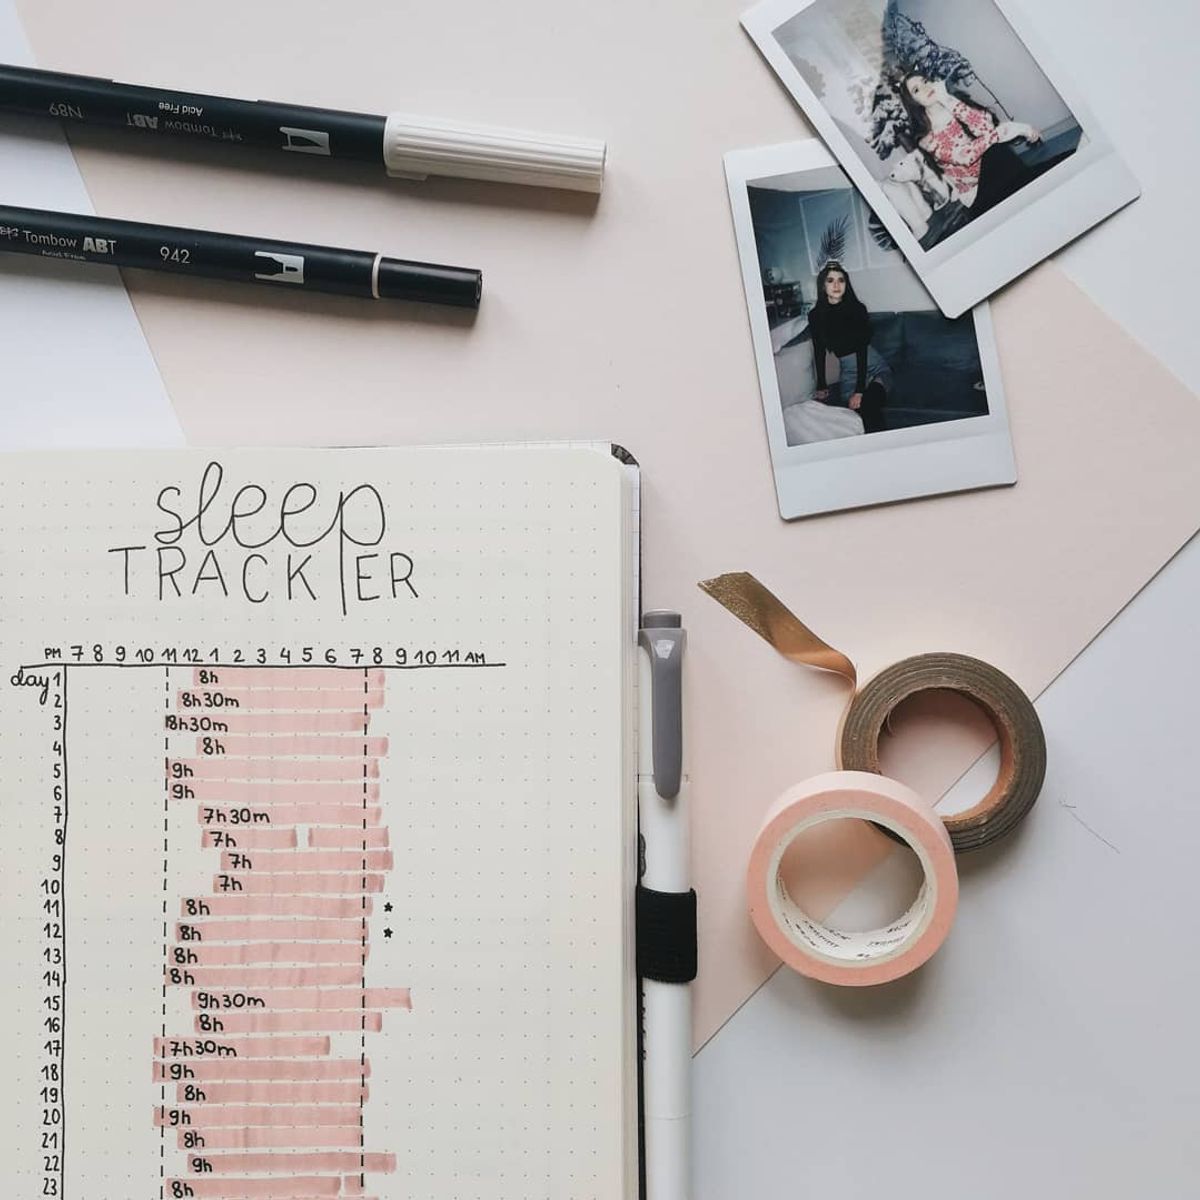 N89
Tombow ABT
Acid Free
Tombow ABT
Acid Free
942
sleep
TRACKER
PM 7 8 9 10 11 12 1 2 3 4 5 6 7 8 9 10 11 AM
day 1 8h
2 8h30m
3 8h30m
4 8h
5 9h
6 9h
7 7h30m
8 7h
9 7h
10 7h
11 8h *
12 8h *
13 8h
14 8h
15 9h30m
16 8h
17 7h30m
18 9h
19 8h
20 9h
21 8h
22 9h
23 8h